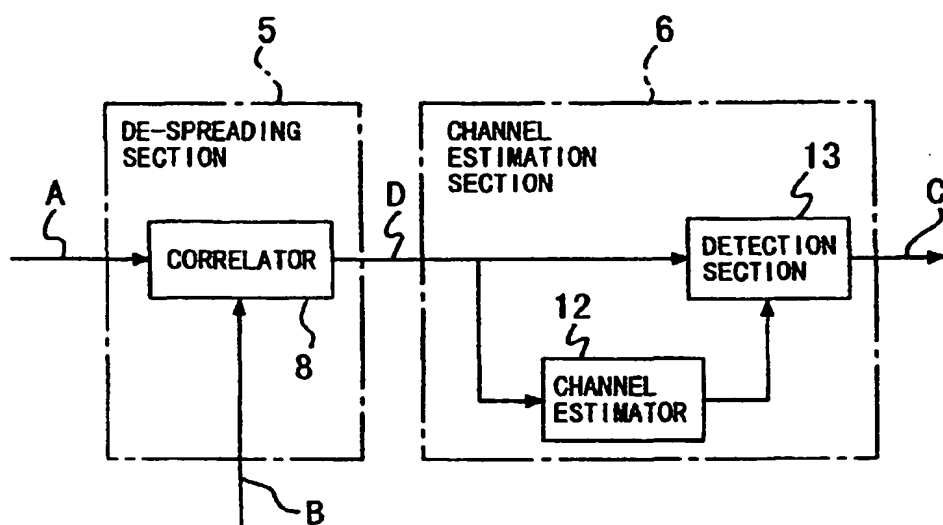 5
6
DE-SPREADING
SECTION
CHANNEL
ESTIMATION
SECTION
13
A
D
C
CORRELATOR
DETECTION
SECTION
8
12
CHANNEL
ESTIMATOR
B